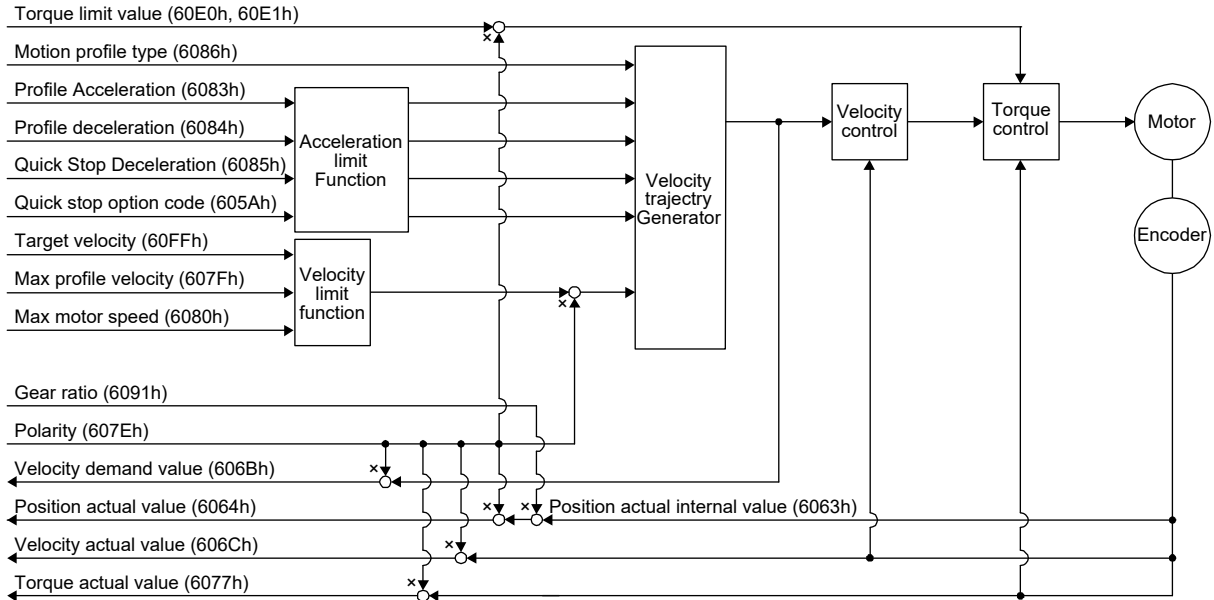 Torque limit value (60E0h, 60E1h)
×
Motion profile type (6086h)
Profile Acceleration (6083h)
Profile deceleration (6084h)
Quick Stop Deceleration (6085h)
Quick stop option code (605Ah)
Acceleration
limit
Function
Target velocity (60FFh)
Max profile velocity (607Fh)
Max motor speed (6080h)
Velocity
limit
function
×
Velocity
trajectry
Generator
Velocity
control
Torque
control
Motor
Encoder
Gear ratio (6091h)
Polarity (607Eh)
Velocity demand value (606Bh)
×
Position actual value (6064h)
×
×
Position actual internal value (6063h)
Velocity actual value (606Ch)
×
Torque actual value (6077h)
×